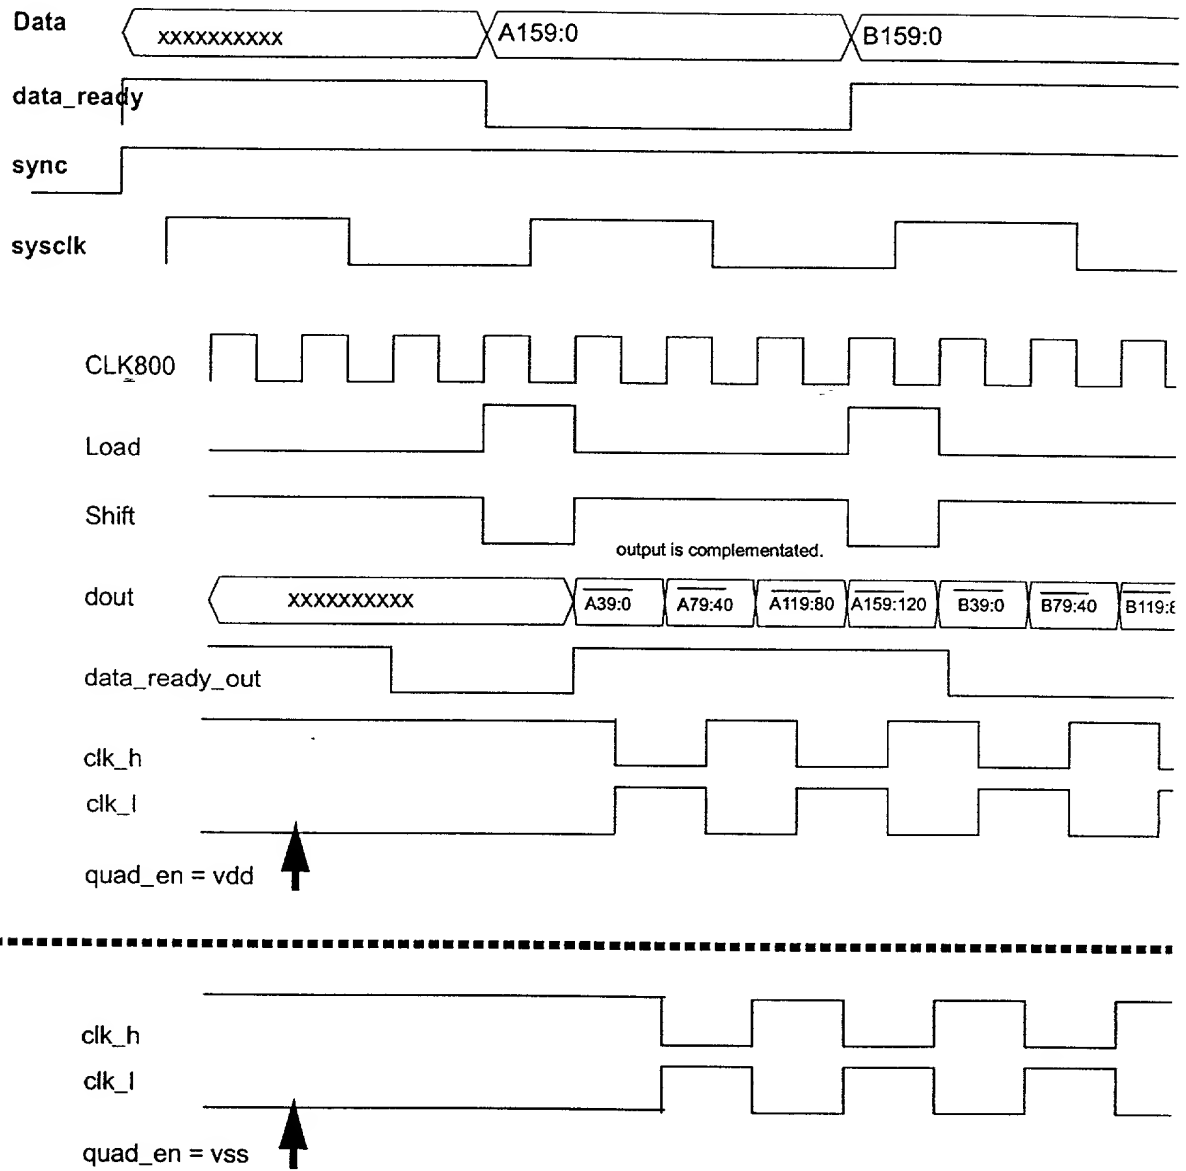 Data xxxxxxxxxx A159:0 B159:0
data_ready
sync
sysclk
CLK800
Load
Shift
output is complementated.
dout XXXXXXXXXX A39:0 A79:40 A119:80 A159:120 B39:0 B79:40 B119:8
data_ready_out
clk_h
clk_l
quad_en = vdd
clk_h
clk_l
quad_en = vss